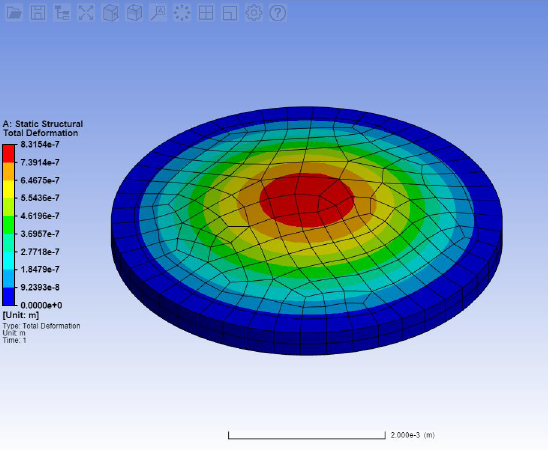 A: Static Structural
Total Deformation
8.3154e-7
7.3914e-7
6.4675e-7
5.5436e-7
4.6196e-7
3.6957e-7
2.7718e-7
1.8479e-7
9.2393e-8
0.0000e+0
[Unit: m]
Type: Total Deformation
Unit: m
Time: 1
2.000e-3 (m)